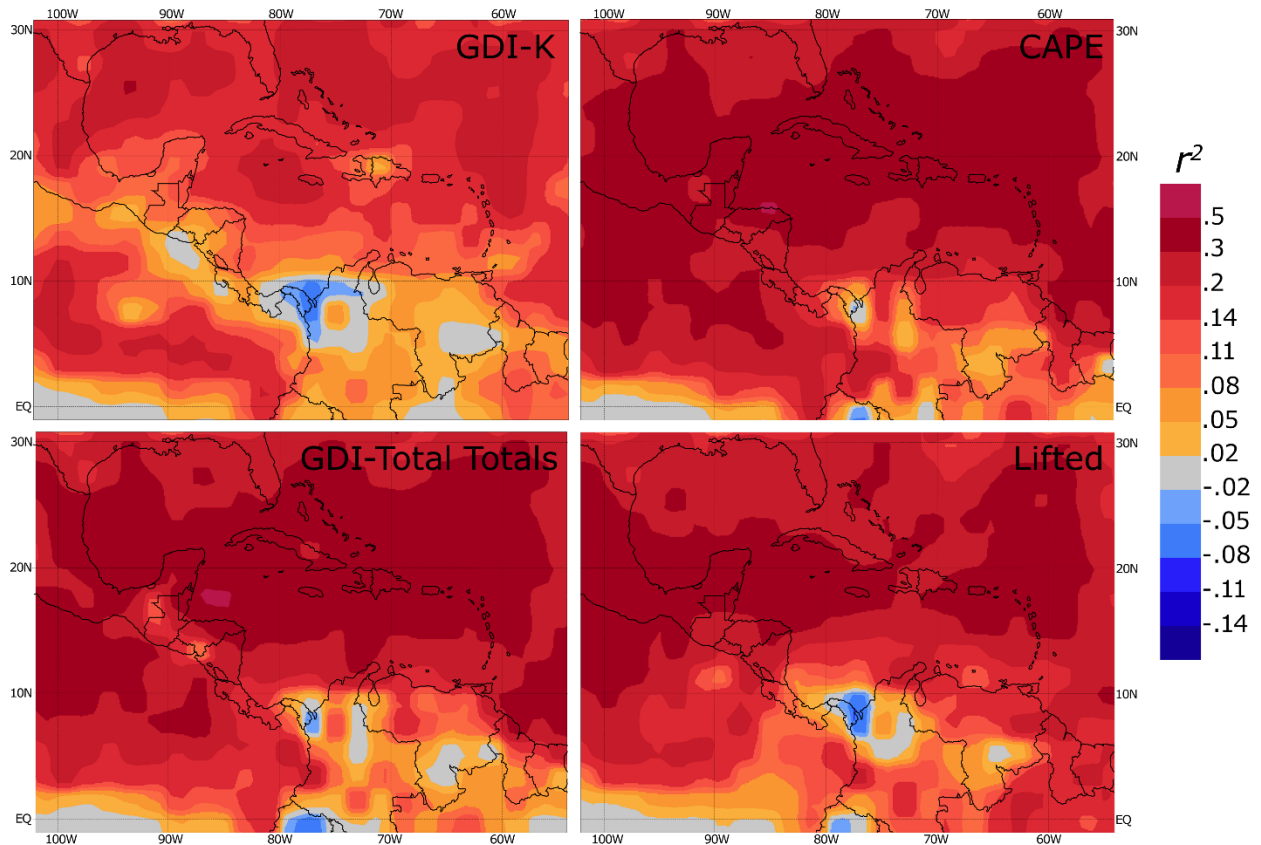 100W 80W 70W 60W 100W 80W 70W 60W
30N GDI-K CAPE 30N
20N 20N
10N 10N
EQ EQ
r²
.5
.3
.2
.14
.11
.08
.05
.02
-.02
-.05
-.08
-.11
-.14
30N GDI-Total Totals Lifted 30N
20N 20N
10N 10N
EQ EQ
100W 90W 80W 70W 60W 100W 90W 80W 70W 60W